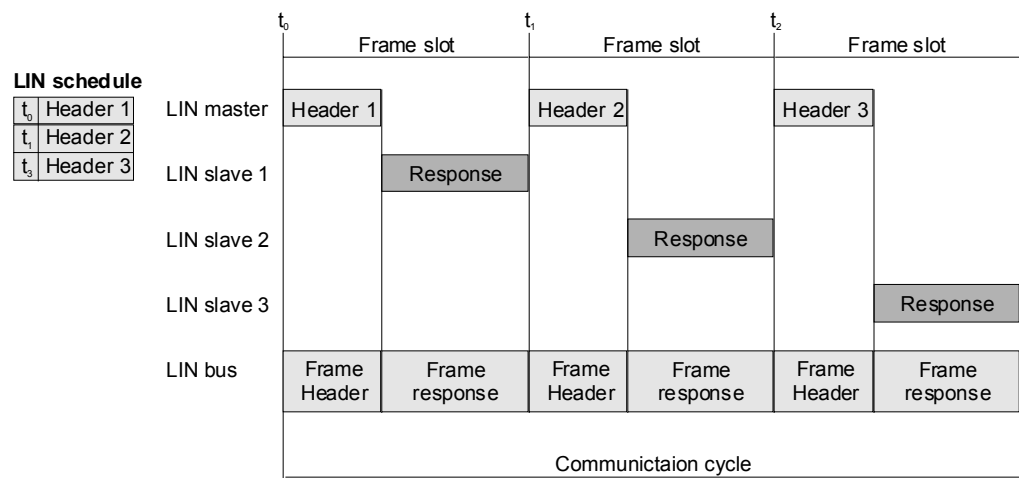 t₀ t₁ t₂
Frame slot Frame slot Frame slot
LIN schedule
t₀ Header 1
t₁ Header 2
t₃ Header 3
LIN master Header 1 Header 2 Header 3
LIN slave 1 Response
LIN slave 2 Response
LIN slave 3 Response
LIN bus
Frame Frame Frame Frame Frame Frame
Header response Header response Header response
Communictaion cycle